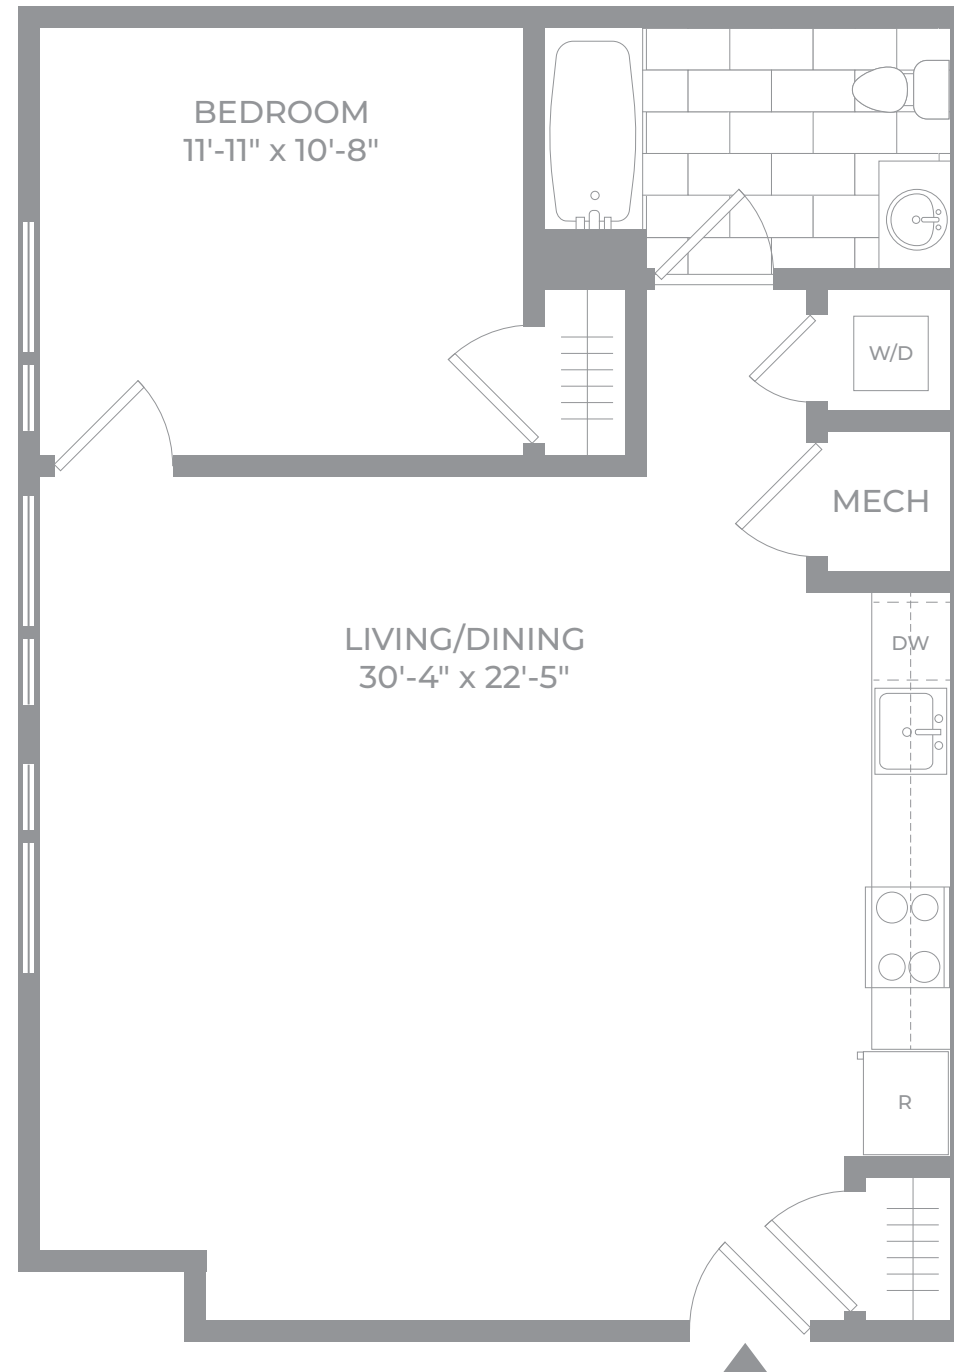 BEDROOM
11'-11" x 10'-8"
W/D
MECH
LIVING/DINING
30'-4" x 22'-5"
DW
R